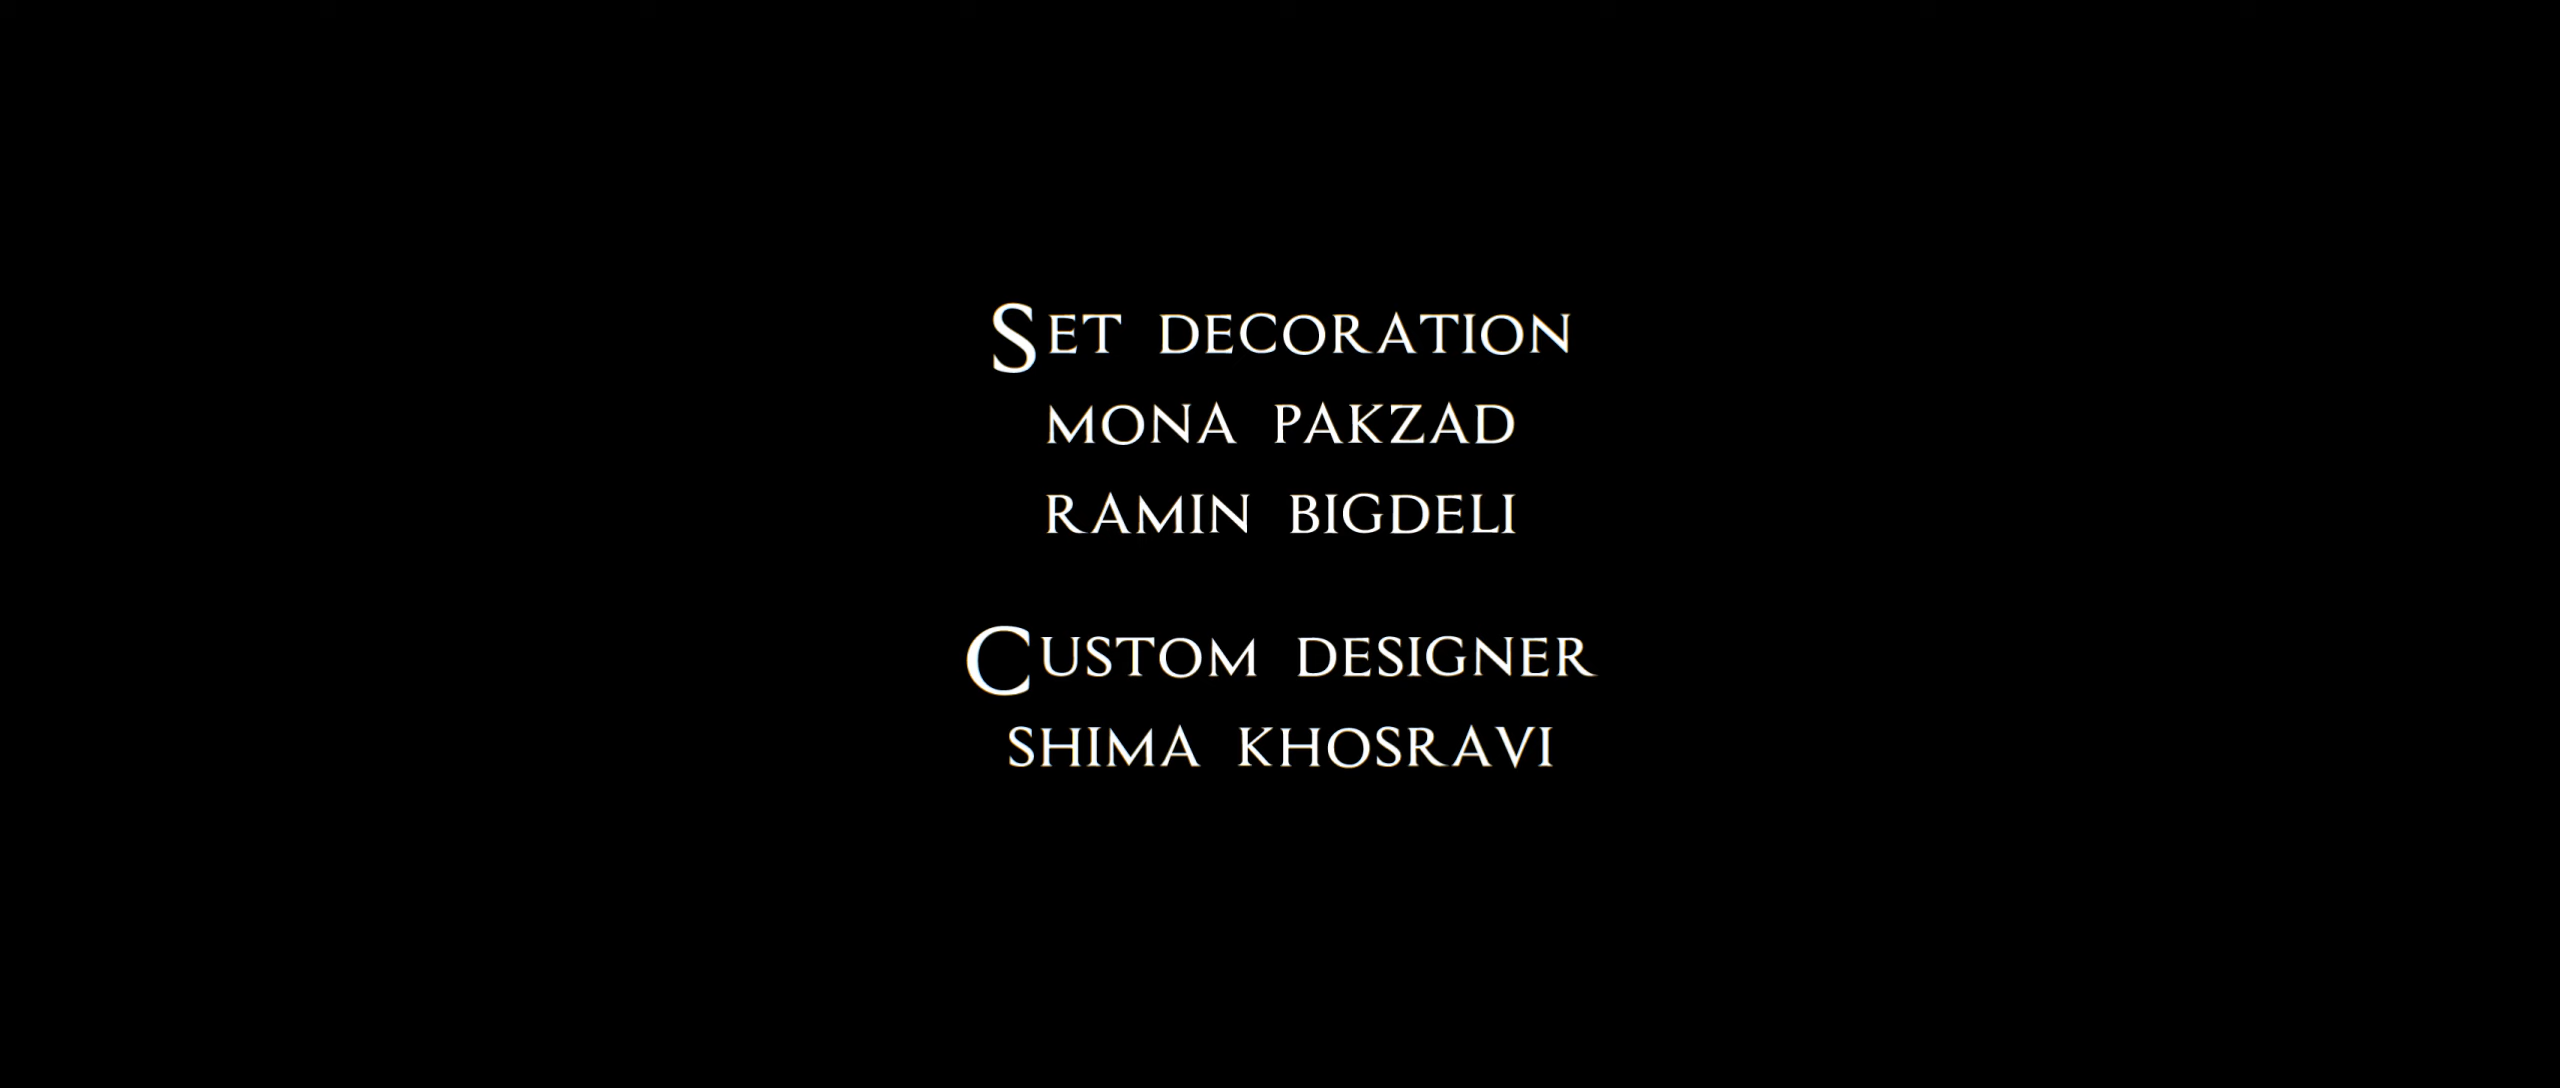 Set decoration
mona pakzad
ramin bigdeli
Custom designer
shima khosravi